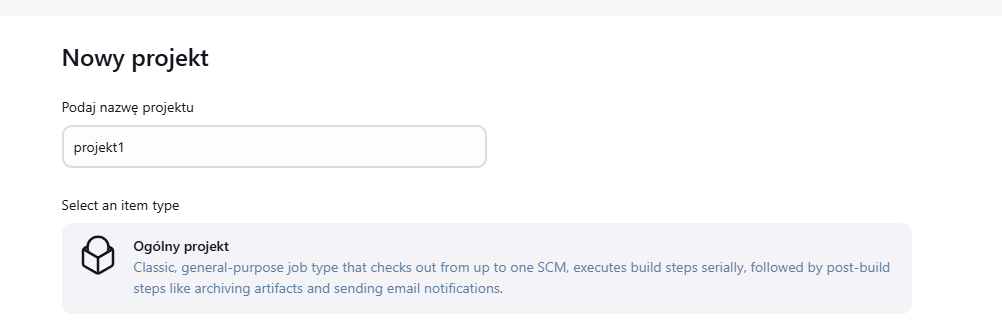 Nowy projekt
Podaj nazwę projektu
projekt1
Select an item type
Ogólny projekt
Classic, general-purpose job type that checks out from up to one SCM, executes build steps serially, followed by post-build
steps like archiving artifacts and sending email notifications.